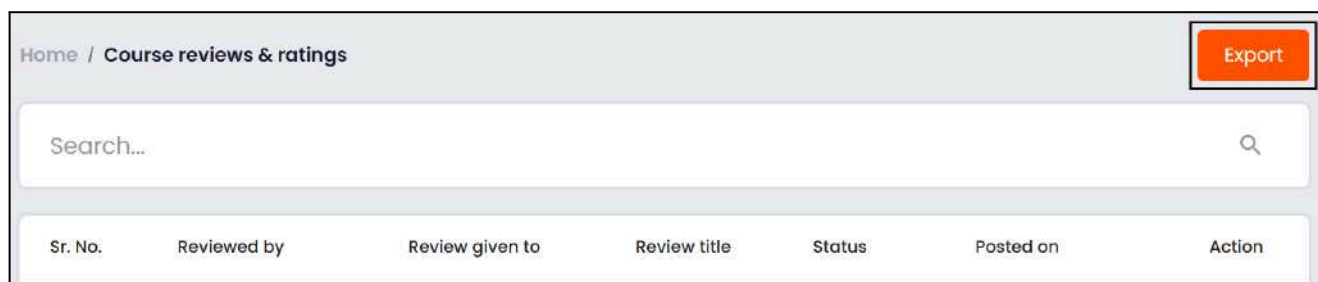 Home / Course reviews & ratings Export
Search...
Sr. No. Reviewed by Review given to Review title Status Posted on Action